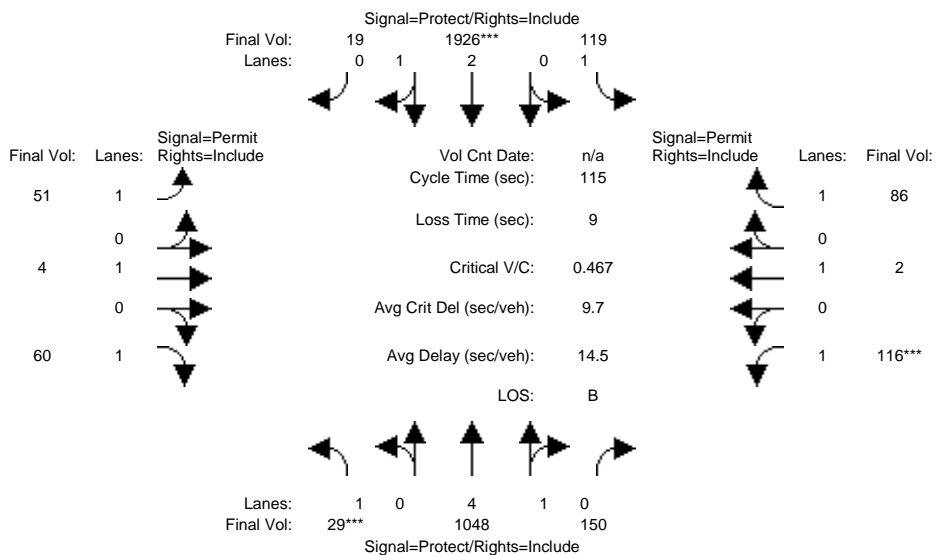 Signal=Protect/Rights=Include
Final Vol: 19 1926*** 119
Lanes: 0 1 2 0 1
Signal=Permit Signal=Permit
Final Vol: Lanes: Rights=Include Vol Cnt Date: n/a Rights=Include Lanes: Final Vol:
Cycle Time (sec): 115
51 1 1 86
Loss Time (sec): 9
0 0
4 1 Critical V/C: 0.467 1 2
0 Avg Crit Del (sec/veh): 9.7 0
60 1 Avg Delay (sec/veh): 14.5 1 116***
LOS: B
Lanes: 1 0 4 1 0
Final Vol: 29*** 1048 150
Signal=Protect/Rights=Include